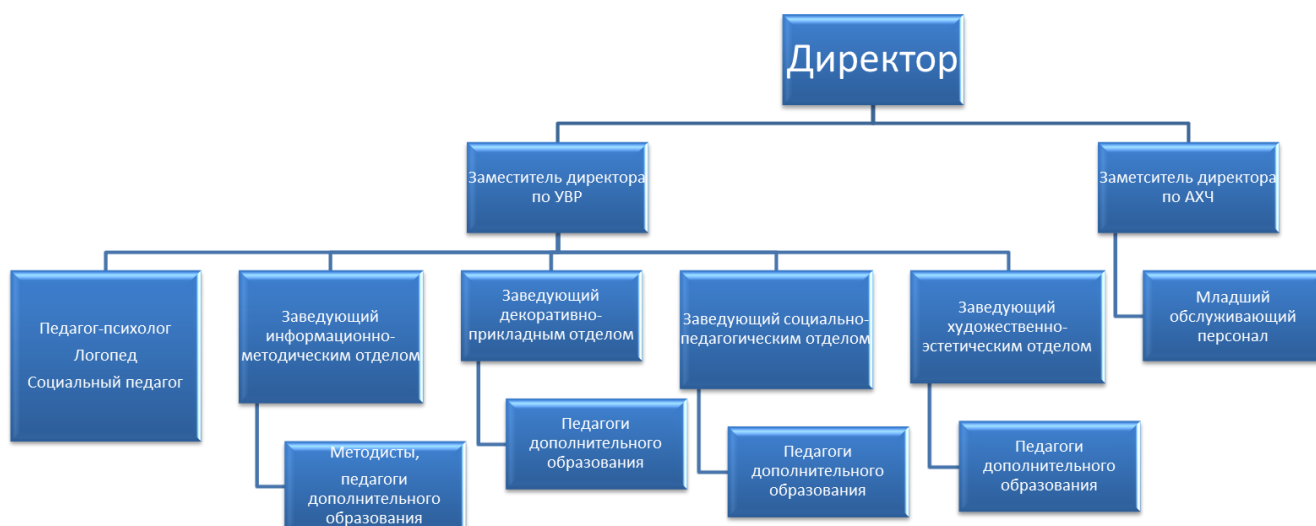 Директор
Заместитель директора
по УВР
Заметситель директора
по АХЧ
Педагог-психолог
Логопед
Социальный педагог
Заведующий
информационно-
методическим отделом
Заведующий
декоративно-
прикладным отделом
Заведующий социально-
педагогическим отделом
Заведующий
художественно-
эстетическим отделом
Младший
обслуживающий
персонал
Методисты,
педагоги
дополнительного
образования
Педагоги
дополнительного
образования
Педагоги
дополнительного
образования
Педагоги
дополнительного
образования